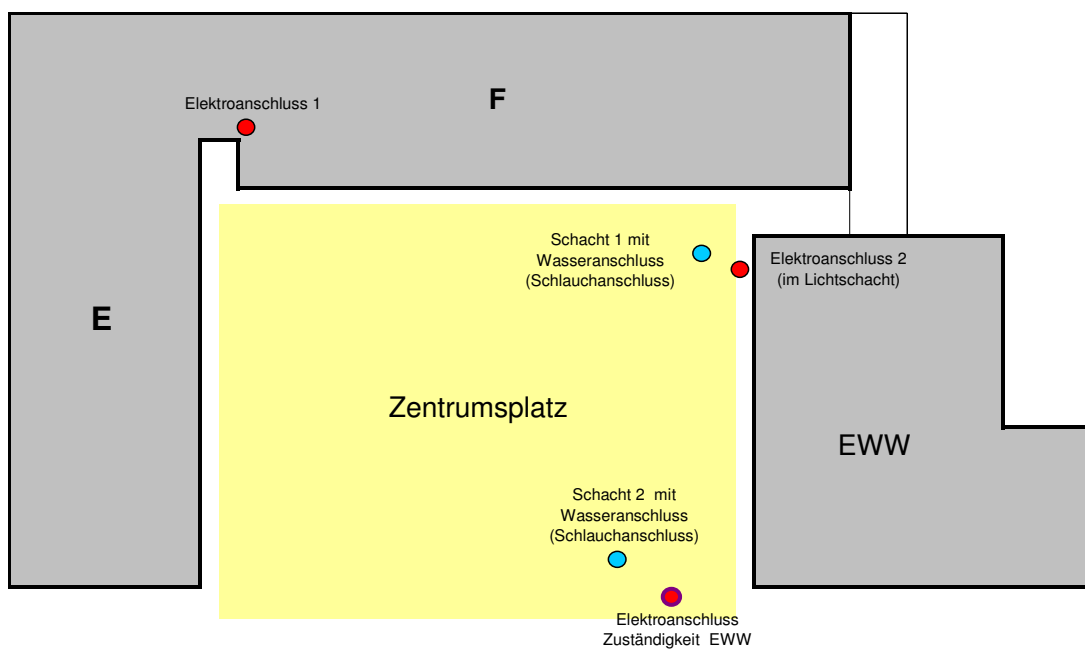 F
Elektroanschluss 1
Schacht 1 mit
Wasseranschluss
(Schlauchanschluss)
Elektroanschluss 2
(im Lichtschacht)
E
Zentrumsplatz
EWW
Schacht 2 mit
Wasseranschluss
(Schlauchanschluss)
Elektroanschluss
Zuständigkeit EWW